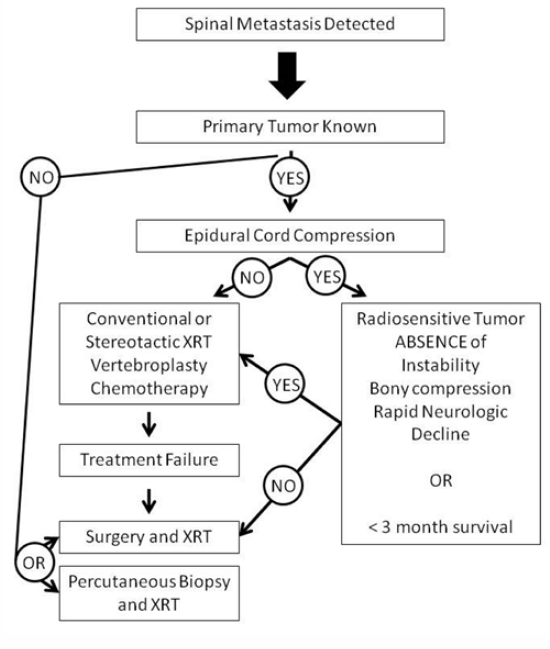 Spinal Metastasis Detected
Primary Tumor Known
NO
YES
Epidural Cord Compression
NO
YES
Conventional or
Stereotactic XRT
Vertebroplasty
Chemotherapy
Radiosensitive Tumor
ABSENCE of
Instability
Bony compression
Rapid Neurologic
Decline
OR
< 3 month survival
YES
Treatment Failure
NO
Surgery and XRT
OR
Percutaneous Biopsy
and XRT